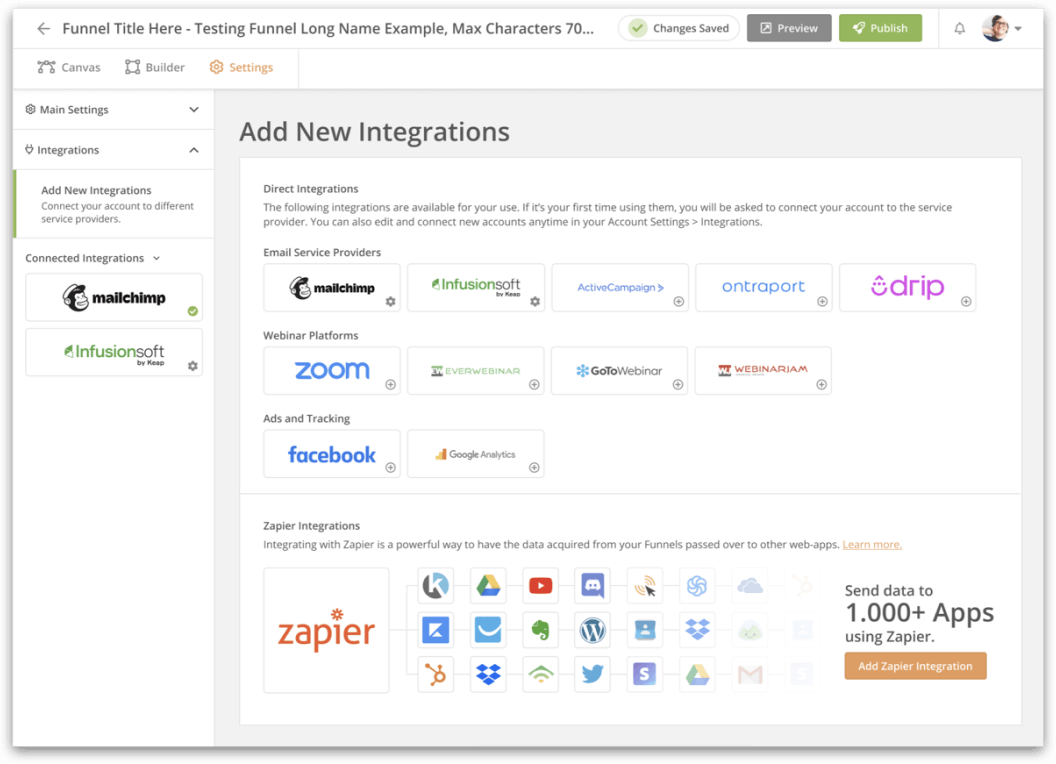 Funnel Title Here - Testing Funnel Long Name Example, Max Characters 70...
Changes Saved
Preview
Publish
Canvas
Builder
Settings
Main Settings
Integrations
Add New Integrations
Connect your account to different
service providers.
Connected Integrations
mailchimp
Infusionsoft
by Keap
Add New Integrations
Direct Integrations
The following integrations are available for your use. If it's your first time using them, you will be asked to connect your account to the service
provider. You can also edit and connect new accounts anytime in your Account Settings > Integrations.
Email Service Providers
mailchimp
Infusionsoft
by Keap
ActiveCampaign >
ontraport
drip
Webinar Platforms
zoom
EVERWEBINAR
GoToWebinar
WEBINARJAM
Ads and Tracking
facebook
Google Analytics
Zapier Integrations
Integrating with Zapier is a powerful way to have the data acquired from your Funnels passed over to other web-apps. Learn more.
zapier
Send data to
1.000+ Apps
using Zapier.
Add Zapier Integration